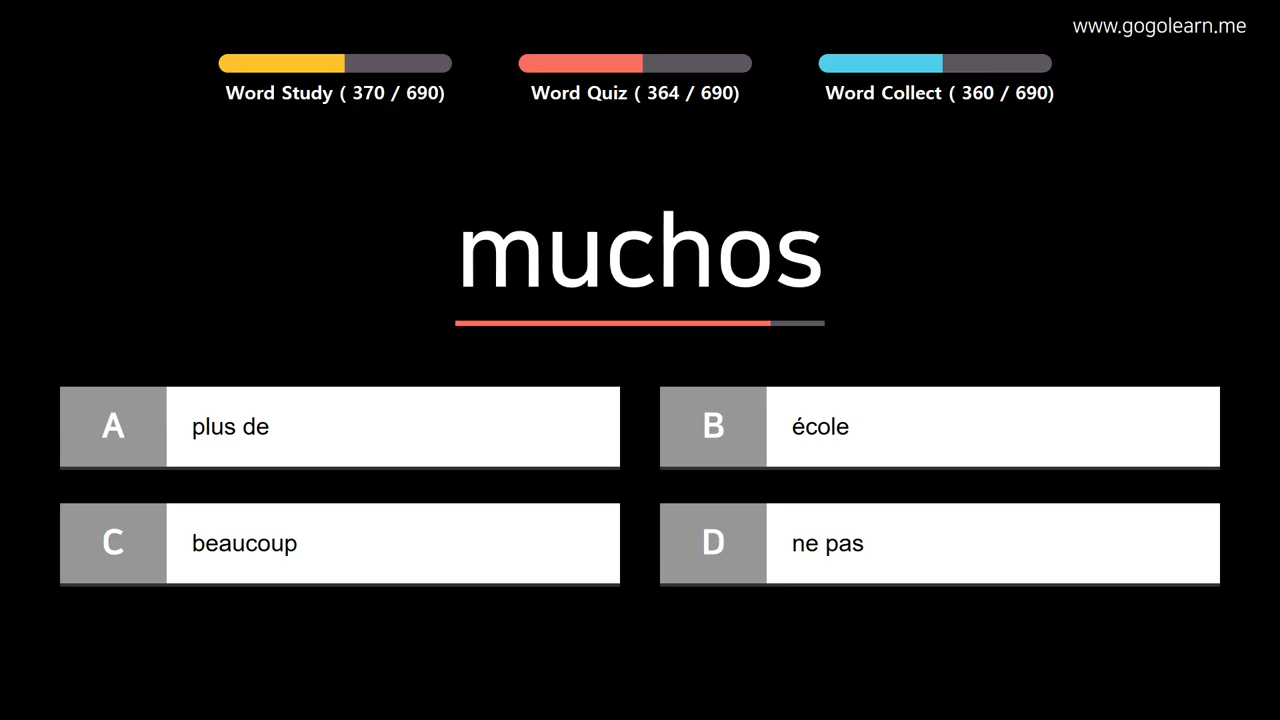 www.gogolearn.me
Word Study ( 370 / 690)
Word Quiz ( 364 / 690)
Word Collect ( 360 / 690)
muchos
A plus de
B école
C beaucoup
D ne pas